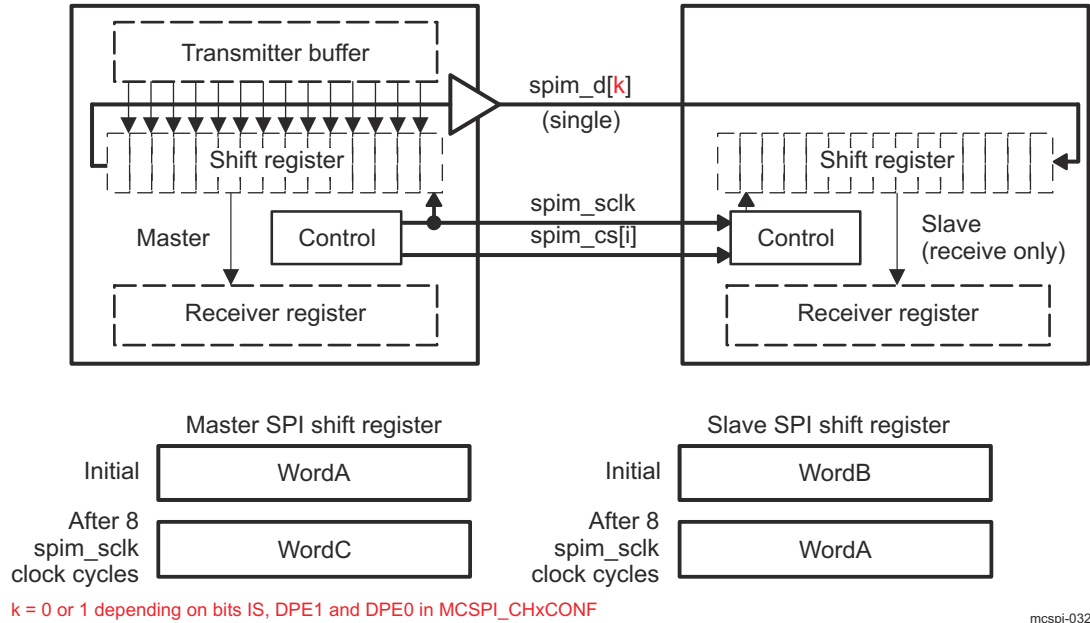 Transmitter buffer
spim_d[k]
(single)
Shift register
Shift register
spim_sclk
Master
Control
spim_cs[i]
Control
Slave
(receive only)
Receiver register
Receiver register
Master SPI shift register
Slave SPI shift register
Initial
WordA
Initial
WordB
After 8
spim_sclk
clock cycles
WordC
After 8
spim_sclk
clock cycles
WordA
k = 0 or 1 depending on bits IS, DPE1 and DPE0 in MCSPI_CHxCONF
mcspi-032